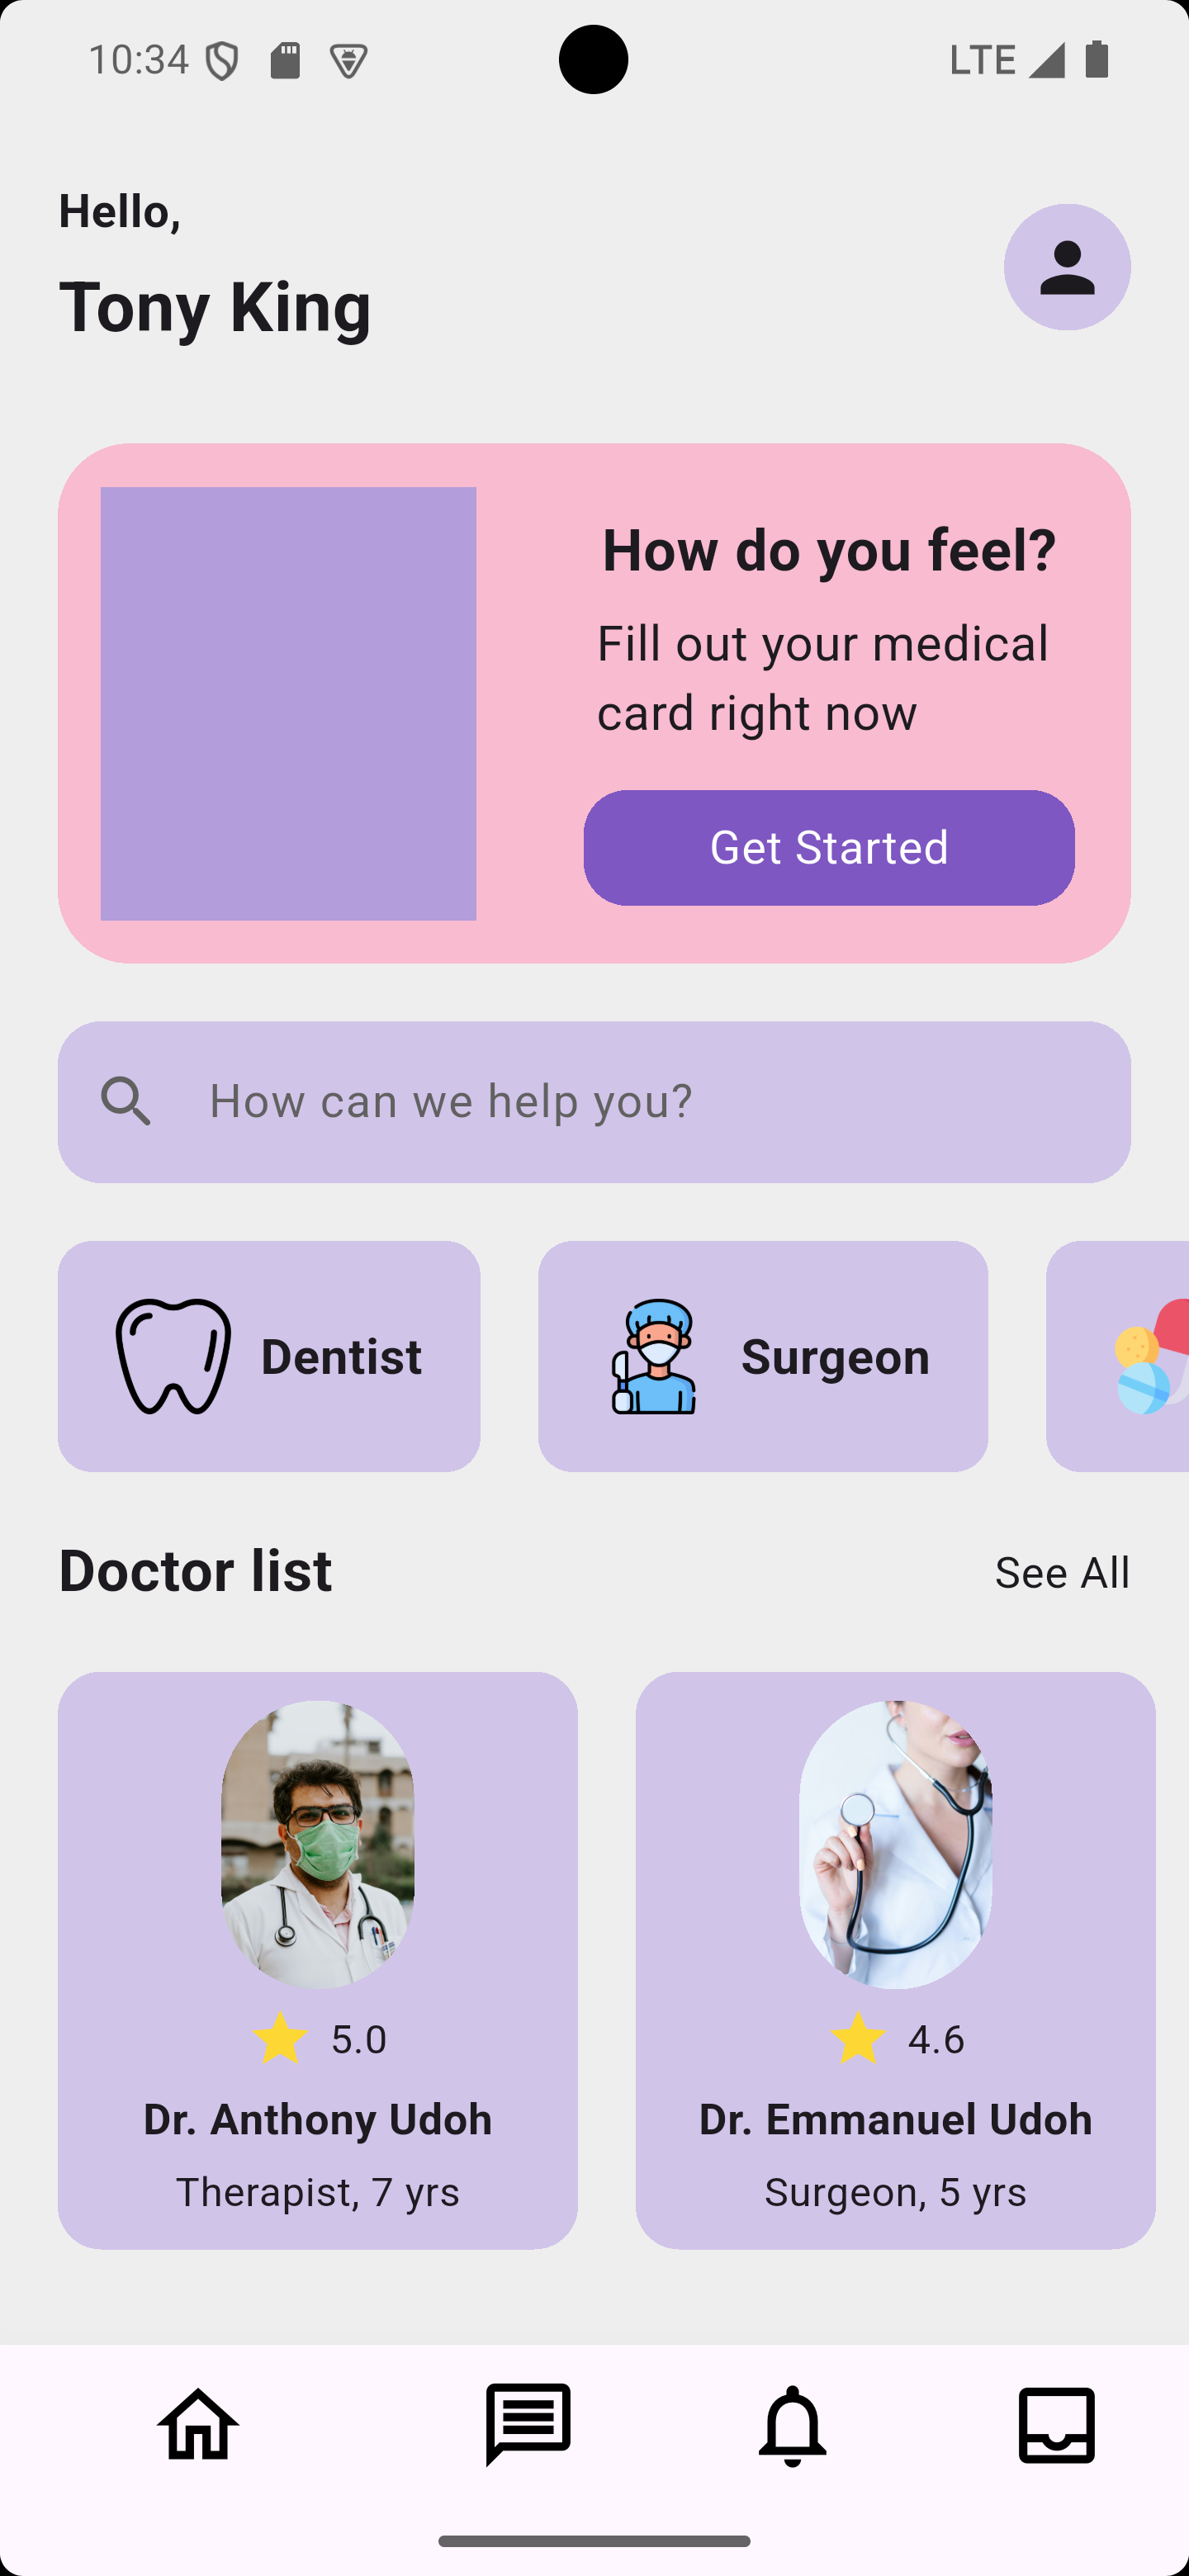 10:34
LTE
Hello,
Tony King
How do you feel?
Fill out your medical
card right now
Get Started
How can we help you?
Dentist
Surgeon
Doctor list
See All
5.0
4.6
Dr. Anthony Udoh
Dr. Emmanuel Udoh
Therapist, 7 yrs
Surgeon, 5 yrs